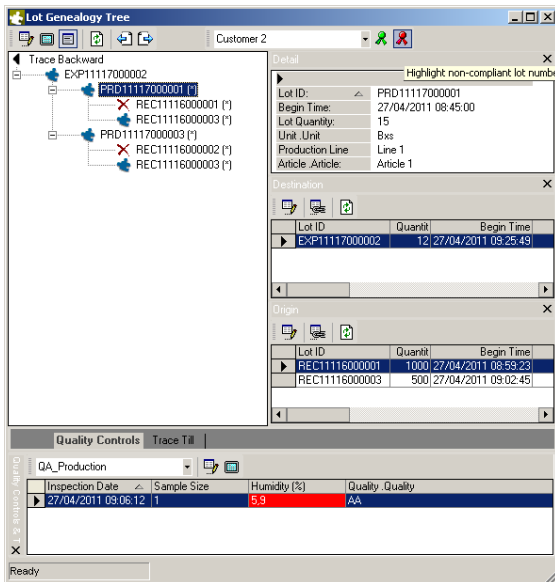 Lot Genealogy Tree
Customer 2
Trace Backward
EXP11117000002
PRD11117000001 (*)
REC11116000001 (*)
REC11116000003 (*)
PRD11117000003 (*)
REC11116000002 (*)
REC11116000003 (*)
Detail
Highlight non-compliant lot numbe
Lot ID: PRD11117000001
Begin Time: 27/04/2011 08:45:00
Lot Quantity: 15
Unit .Unit Bxs
Production Line Line 1
Article .Article: Article 1
Destination
Lot ID Quantit Begin Time
EXP11117000002 12 27/04/2011 09:25:49
Origin
Lot ID Quantit Begin Time
REC11116000001 1000 27/04/2011 08:59:23
REC11116000003 500 27/04/2011 09:02:45
Quality Controls Trace Till
Quality Controls & T
QA_Production
Inspection Date Sample Size Humidity (%) Quality .Quality
27/04/2011 09:06:12 1 5,9 AA
Ready